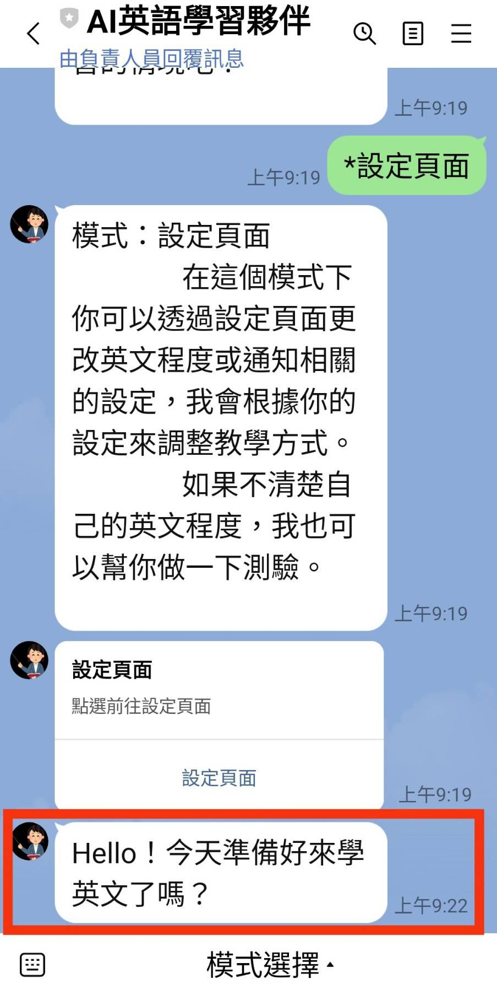 AI英語學習夥伴
由負責人員回覆訊息
上午9:19
*設定頁面
上午9:19
模式：設定頁面
在這個模式下
你可以透過設定頁面更
改英文程度或通知相關
的設定，我會根據你的
設定來調整教學方式。
如果不清楚自
己的英文程度，我也可
以幫你做一下測驗。
上午9:19
設定頁面
點選前往設定頁面
設定頁面
上午9:19
Hello！今天準備好來學
英文了嗎？
上午9:22
模式選擇